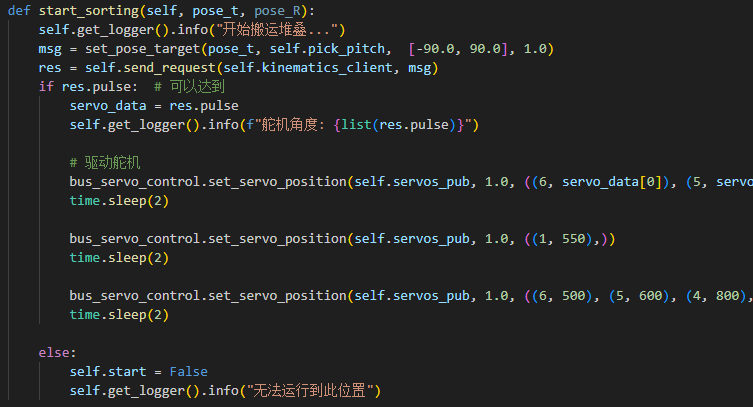 def start_sorting(self, pose_t, pose_R):
    self.get_logger().info("开始搬运堆叠...")
    msg = set_pose_target(pose_t, self.pick_pitch,  [-90.0, 90.0], 1.0)
    res = self.send_request(self.kinematics_client, msg)
    if res.pulse:  # 可以达到
        servo_data = res.pulse
        self.get_logger().info(f"舵机角度: {list(res.pulse)}")
        # 驱动舵机
        bus_servo_control.set_servo_position(self.servos_pub, 1.0, ((6, servo_data[0]), (5, servo
        time.sleep(2)
        bus_servo_control.set_servo_position(self.servos_pub, 1.0, ((1, 550),))
        time.sleep(2)
        bus_servo_control.set_servo_position(self.servos_pub, 1.0, ((6, 500), (5, 600), (4, 800),
        time.sleep(2)
    else:
        self.start = False
        self.get_logger().info("无法运行到此位置")